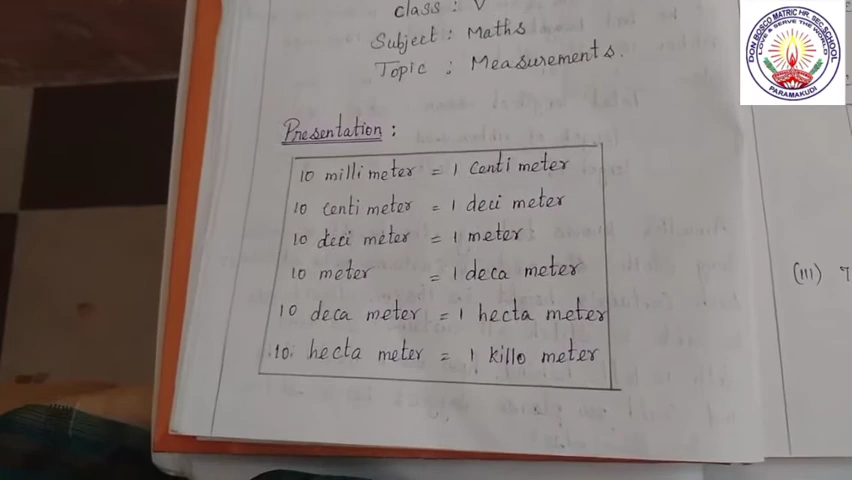 class : V
Subject : Maths
Topic : Measurements.
Presentation :
10 milli meter = 1 centi meter
10 centi meter = 1 deci meter
10 deci meter = 1 meter
10 meter = 1 deca meter
10 deca meter = 1 hecta meter
10. hecta meter = 1 killo meter
(III) 7
DON BOSCO MATRIC HR. SEC. SCHOOL
LOVE & SERVE THE WORLD
PARAMAKUDI